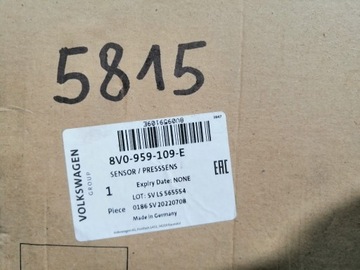 5815
8V0-959-109-E
SENSOR / PRESSSENS
Expiry Date: NONE
1
LOT: SV LS 565554
Piece 0186 SV 20220708
Made in Germany
VOLKSWAGEN
GROUP
EAC